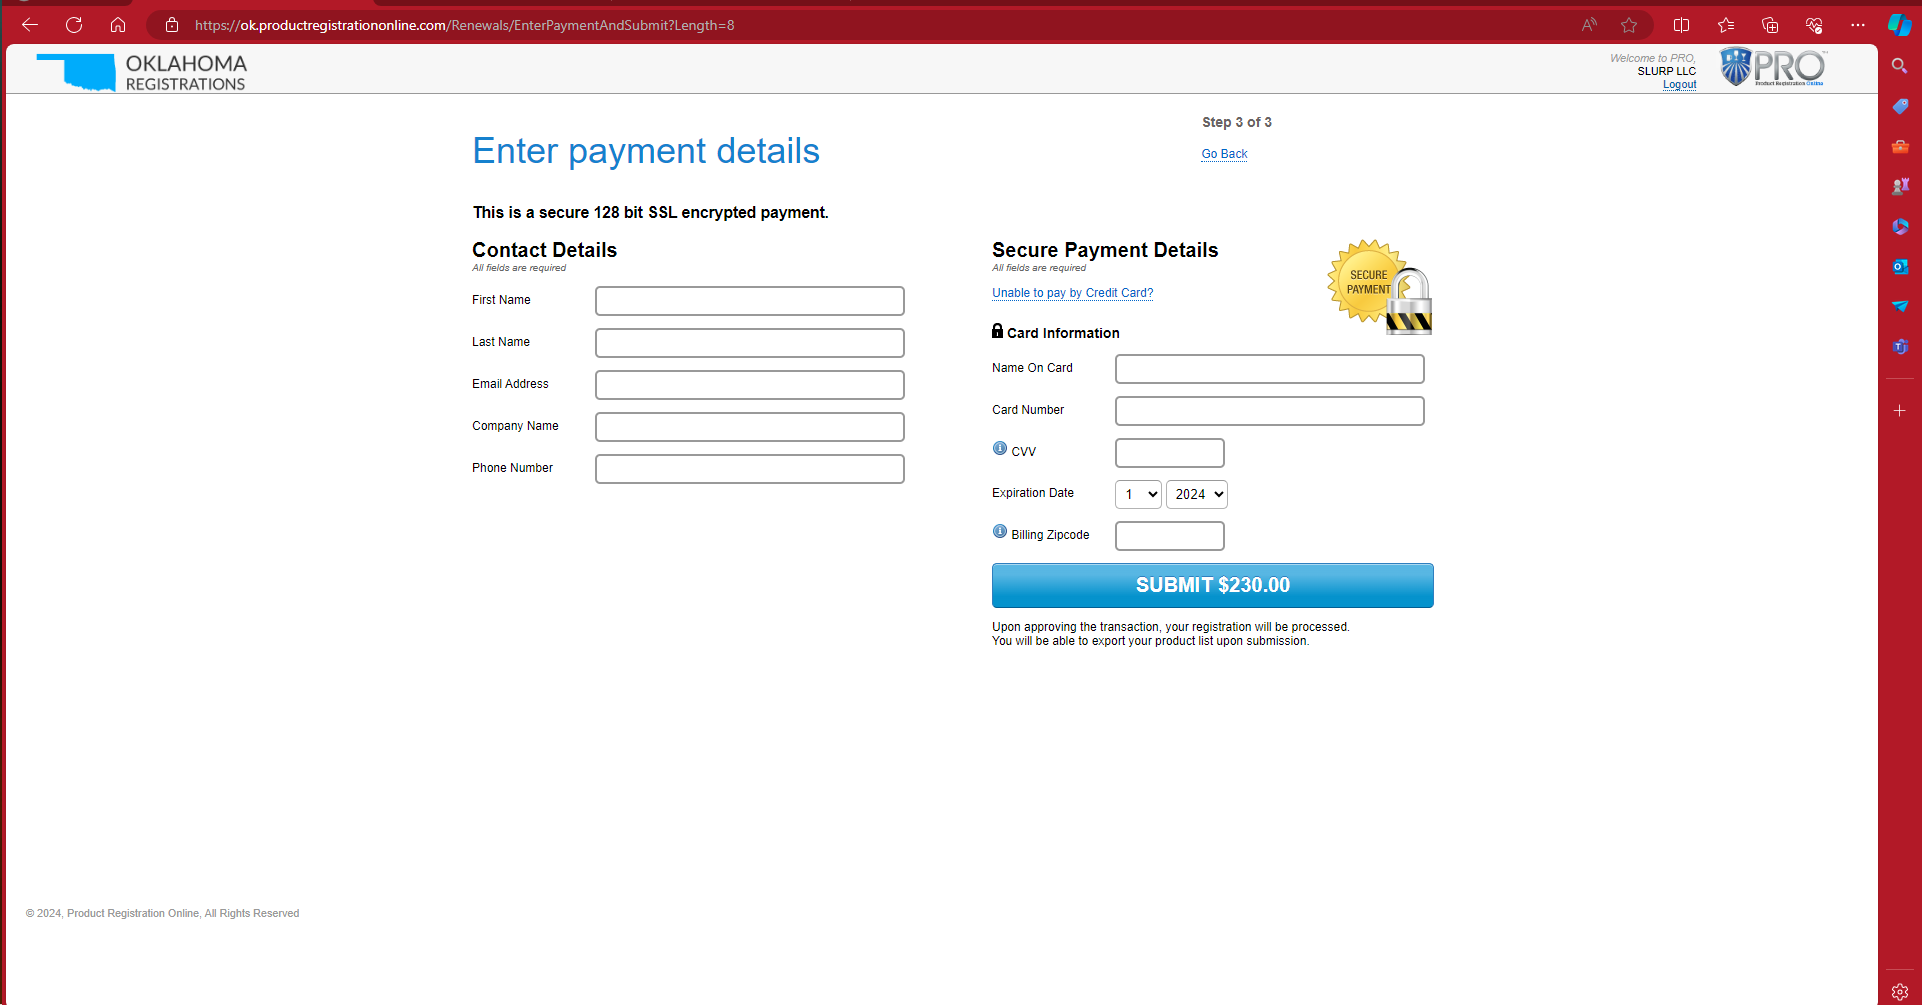 https://ok.productregistrationonline.com/Renewals/EnterPaymentAndSubmit?Length=8
OKLAHOMA
REGISTRATIONS
Welcome to PRO,
SLURP LLC
Logout
PRO
Product Registration Online
Step 3 of 3
Go Back
Enter payment details
This is a secure 128 bit SSL encrypted payment.
Contact Details
All fields are required
First Name
Last Name
Email Address
Company Name
Phone Number
Secure Payment Details
All fields are required
Unable to pay by Credit Card?
SECURE
PAYMENT
Card Information
Name On Card
Card Number
CVV
Expiration Date
1 2024
Billing Zipcode
SUBMIT $230.00
Upon approving the transaction, your registration will be processed.
You will be able to export your product list upon submission.
© 2024, Product Registration Online, All Rights Reserved